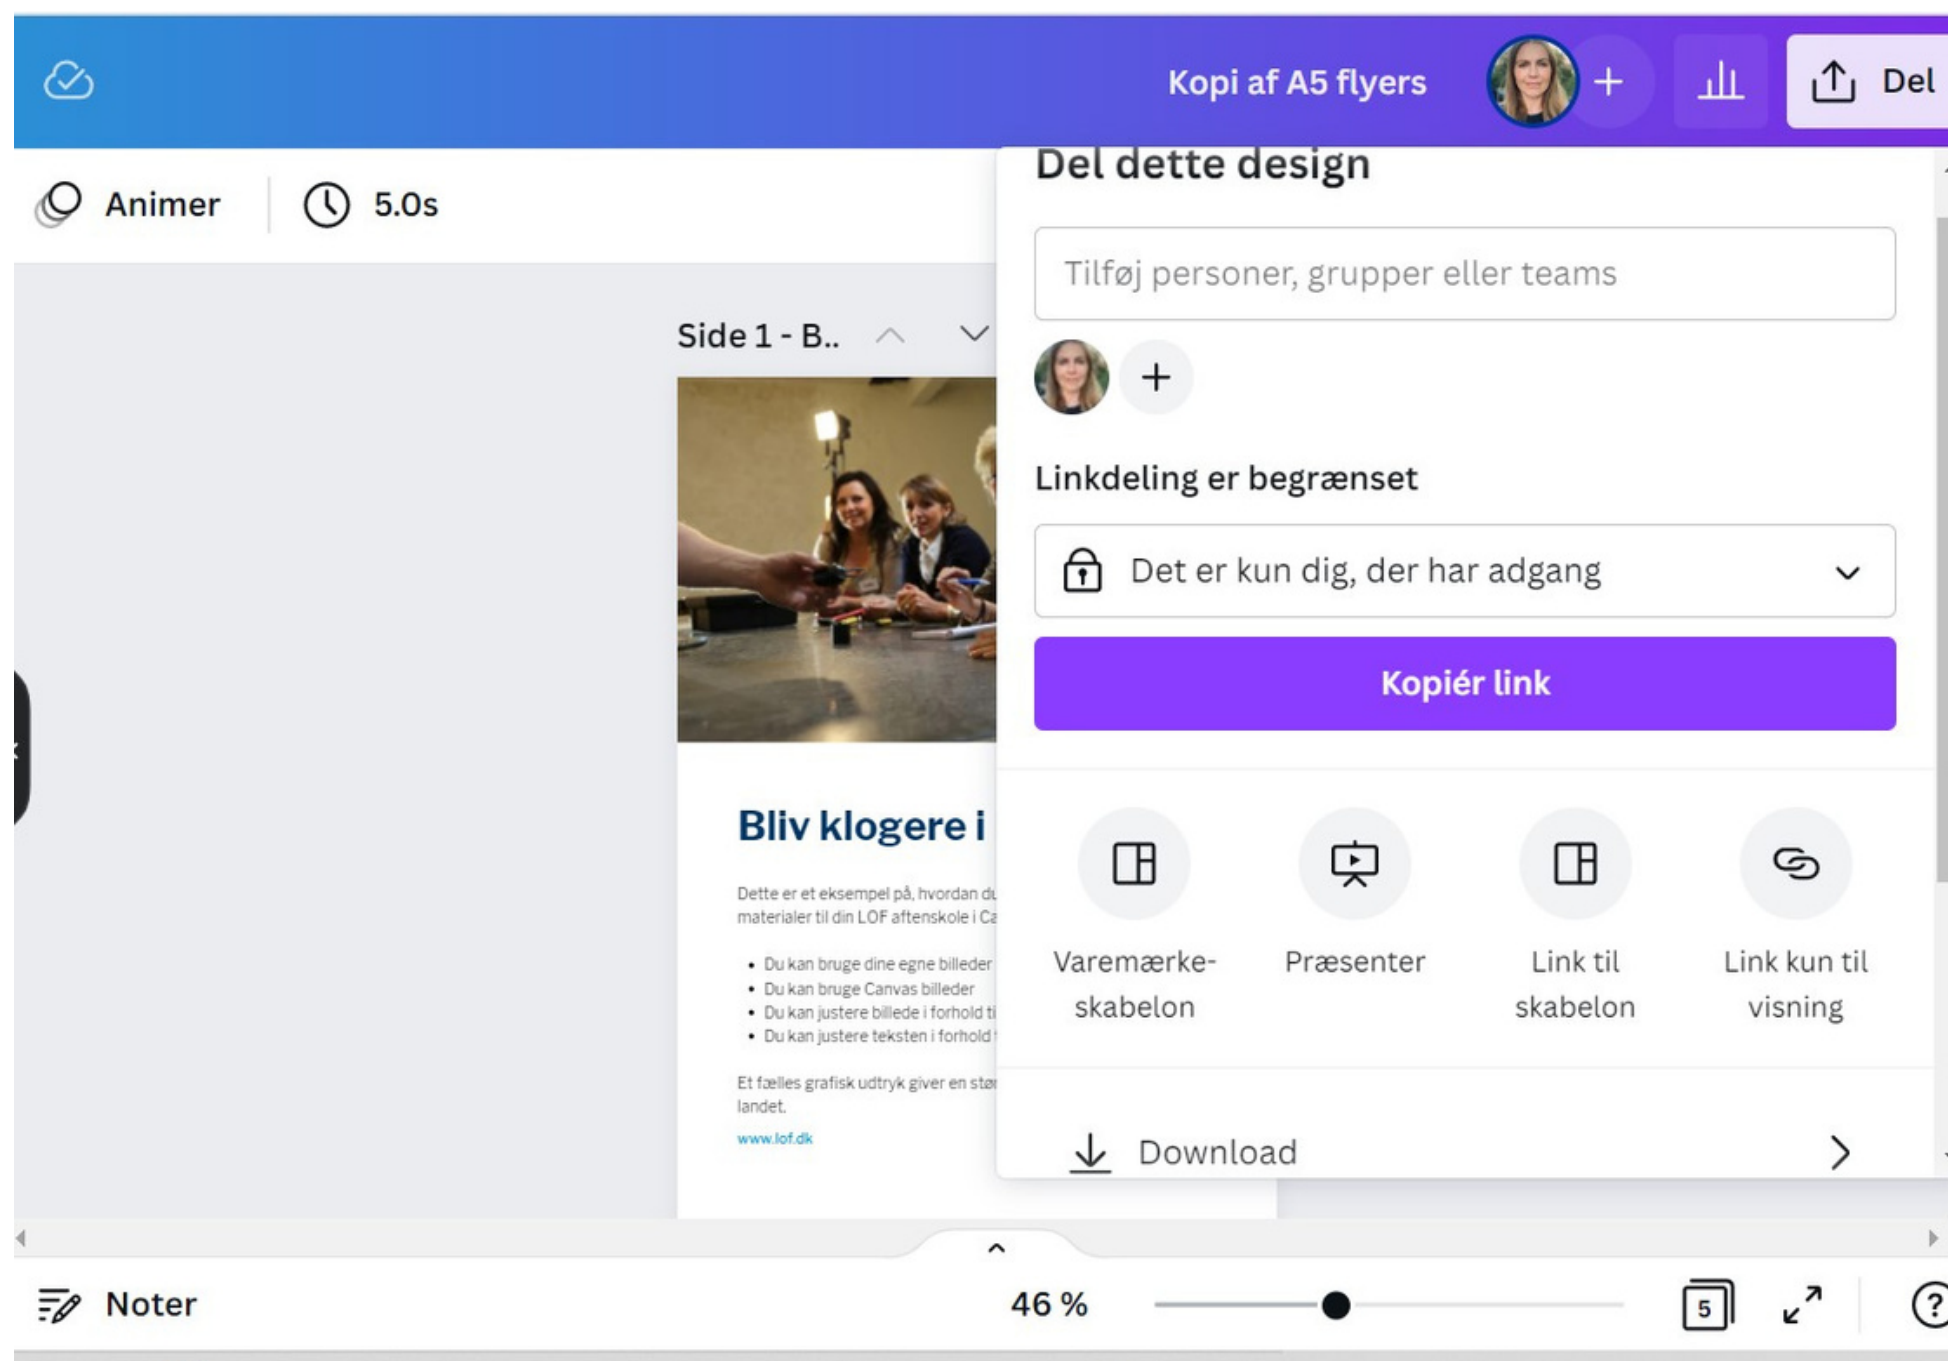 Kopi af A5 flyers
Del
Animer
5.0s
Side 1 - B..
Bliv klogere i
Dette er et eksempel på, hvordan du
materialer til din LOF aftenskole i Ca
• Du kan bruge dine egne billeder
• Du kan bruge Canvas billeder
• Du kan justere billede i forhold ti
• Du kan justere teksten i forhold
Et fælles grafisk udtryk giver en stør
landet.
www.lof.dk
Del dette design
Tilføj personer, grupper eller teams
Linkdeling er begrænset
Det er kun dig, der har adgang
Kopiér link
Varemærke-
skabelon
Præsenter
Link til
skabelon
Link kun til
visning
Download
Noter
46 %
5
?